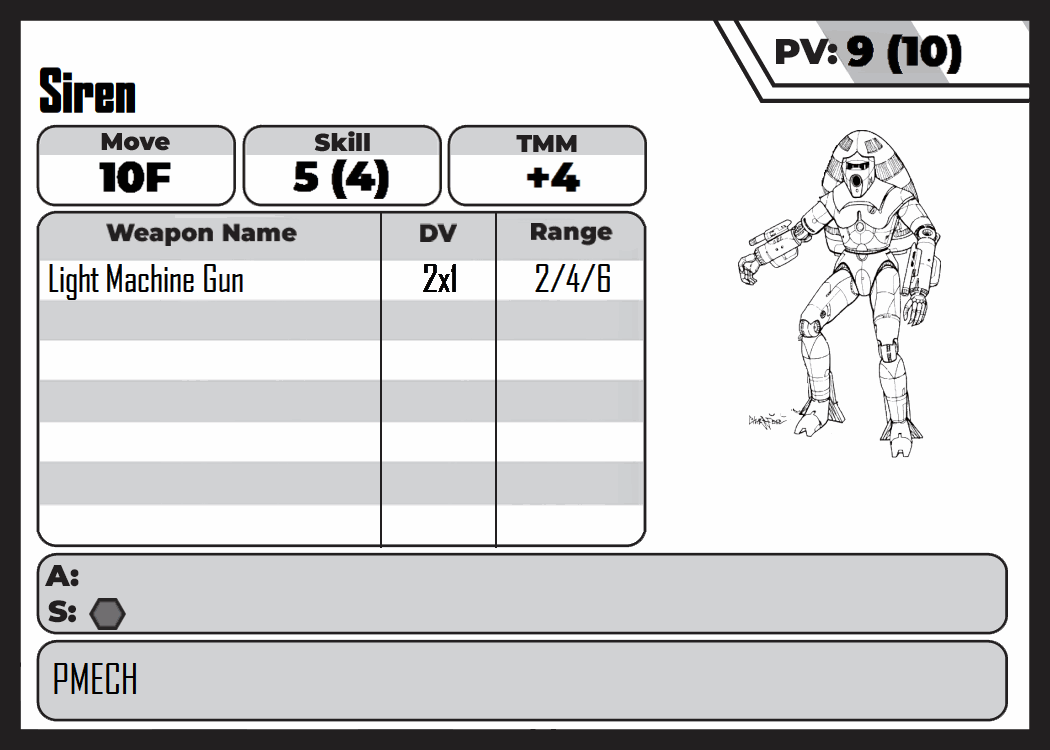 PV: 9 (10)
Siren
Move Skill TMM
10F 5 (4) +4
Weapon Name DV Range
Light Machine Gun 2x1 2/4/6
A:
S:
PMECH